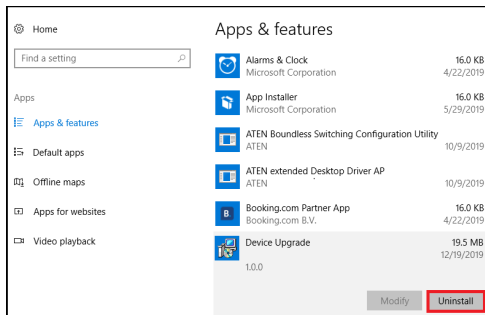 Home
Find a setting
Apps
Apps & features
Default apps
Offline maps
Apps for websites
Video playback
Apps & features
Alarms & Clock 16.0 KB
Microsoft Corporation 4/22/2019
App Installer 16.0 KB
Microsoft Corporation 5/29/2019
ATEN Boundless Switching Configuration Utility
ATEN 10/9/2019
ATEN extended Desktop Driver AP
ATEN 10/9/2019
B
Booking.com Partner App 16.0 KB
Booking.com B.V. 4/22/2019
Device Upgrade 19.5 MB
12/19/2019
1.0.0
Modify Uninstall